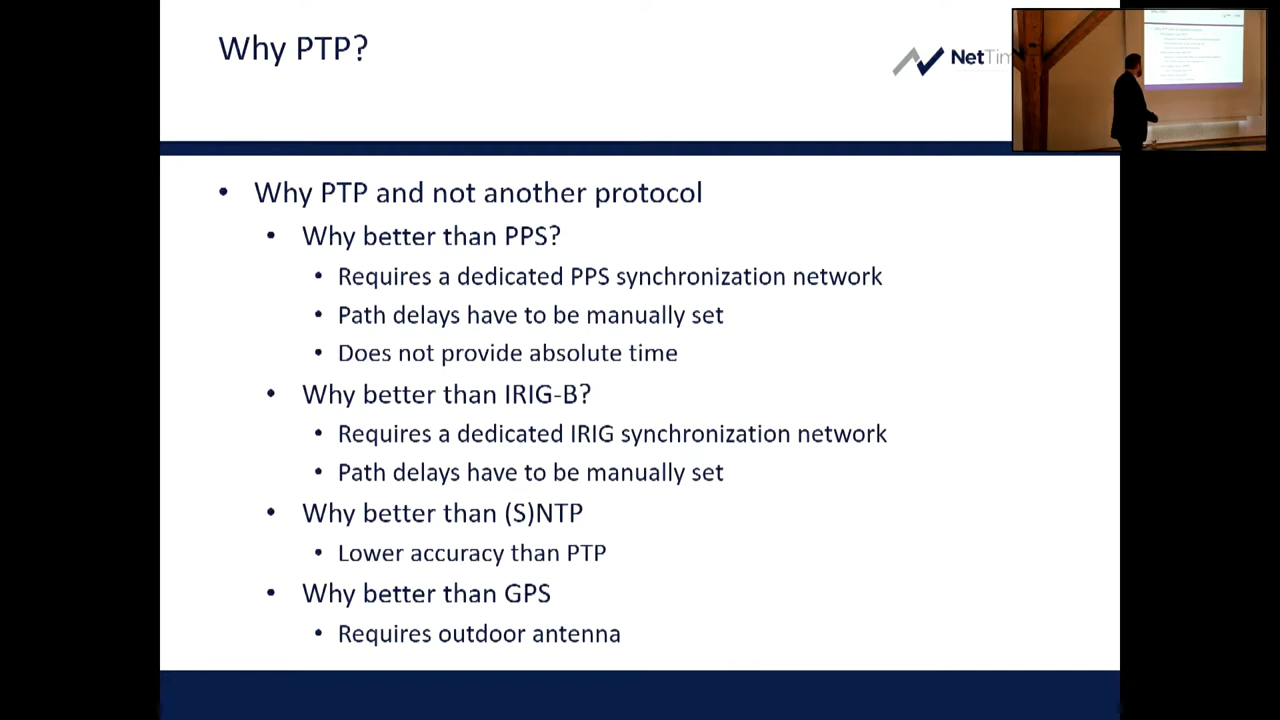 Why PTP?
NetTim
• Why PTP and not another protocol
• Why better than PPS?
• Requires a dedicated PPS synchronization network
• Path delays have to be manually set
• Does not provide absolute time
• Why better than IRIG-B?
• Requires a dedicated IRIG synchronization network
• Path delays have to be manually set
• Why better than (S)NTP
• Lower accuracy than PTP
• Why better than GPS
• Requires outdoor antenna